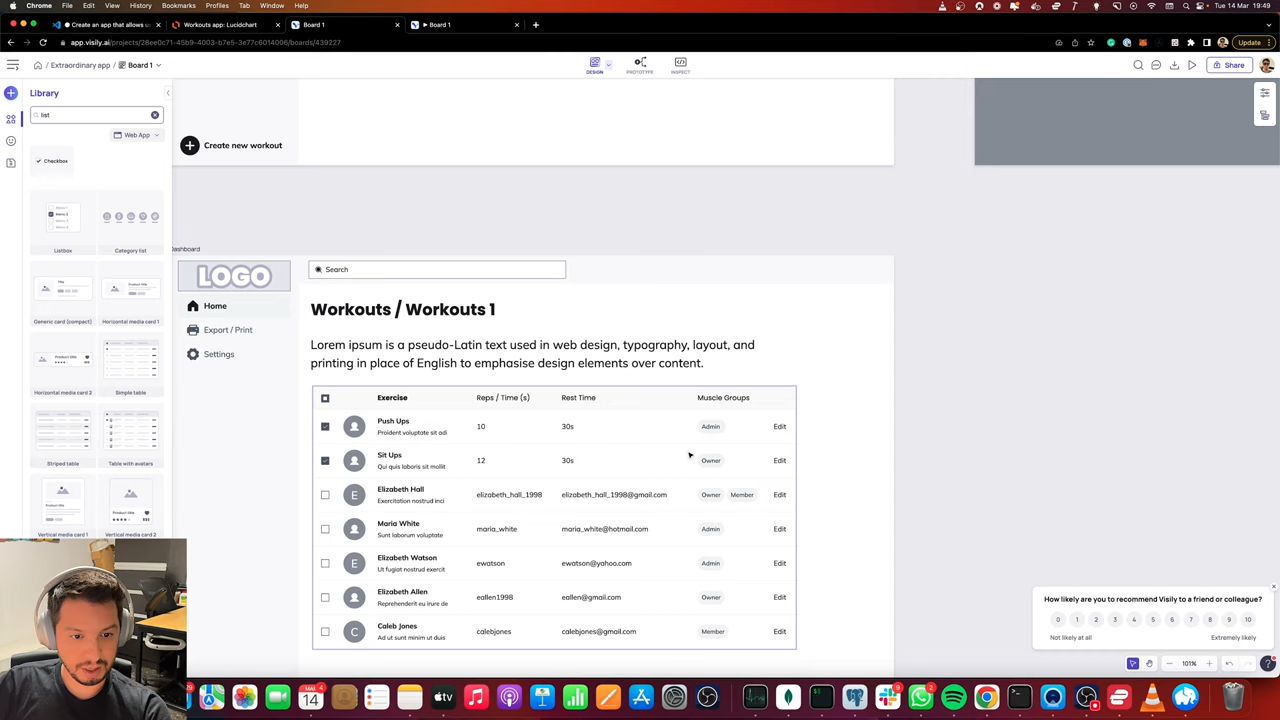 Chrome File Edit View History Bookmarks Profiles Tab Window Help Tue 14 Mar 19:49
Create an app that allows us Workouts app: Lucidchart Board 1 Board 1
app.visily.ai/projects/28ee0c71-45b9-4003-b7e5-3e77c6014006/boards/439227 Update
Extraordinary app / Board 1 DESIGN PROTOTYPE INSPECT Share
Library
list
Web App
Checkbox
Listbox Category list
Generic card (compact) Horizontal media card 1
Horizontal media card 2 Simple table
Striped table Table with avatars
Vertical media card 1 Vertical media card 2
Create new workout
Dashboard
LOGO
Home
Export / Print
Settings
Search
Workouts / Workouts 1
Lorem ipsum is a pseudo-Latin text used in web design, typography, layout, and
printing in place of English to emphasise design elements over content.
Exercise Reps / Time (s) Rest Time Muscle Groups
Push Ups 10 30s Admin Edit
Proident voluptate sit adi
Sit Ups 12 30s Owner Edit
Qui quis laboris sit mollit
E Elizabeth Hall elizabeth_hall_1998 elizabeth_hall_1998@gmail.com Owner Member Edit
Exercitation nostrud inci
Maria White maria_white maria_white@hotmail.com Admin Edit
Sunt laborum voluptate
E Elizabeth Watson ewatson ewatson@yahoo.com Admin Edit
Ut fugiat nostrud exercit
Elizabeth Allen eallen1998 eallen@gmail.com Owner Edit
Reprehenderit eu irure de
C Caleb Jones calebjones calebjones@gmail.com Member Edit
Ad ut sunt minim ut duis
How likely are you to recommend Visily to a friend or colleague?
0 1 2 3 4 5 6 7 8 9 10
Not likely at all Extremely likely
101%